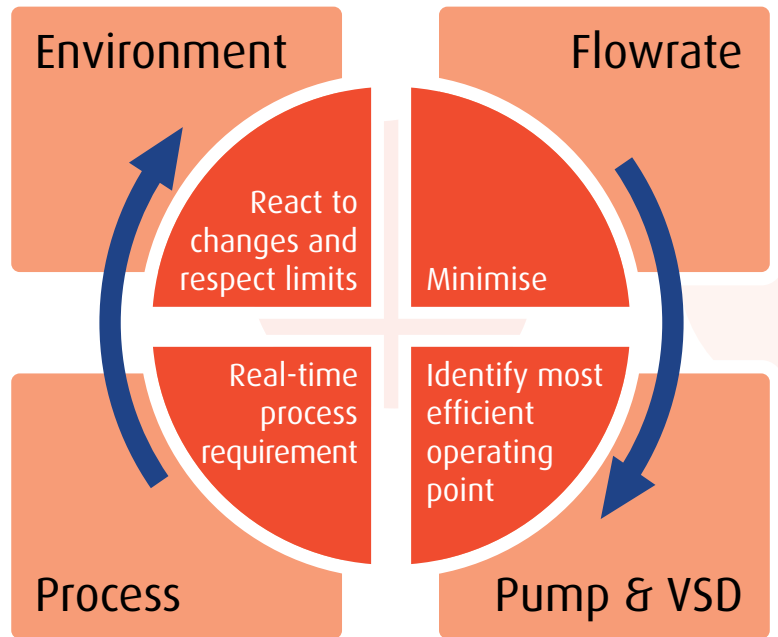 Environment
Flowrate
React to
changes and
respect limits
Minimise
Real-time
process
requirement
Identify most
efficient
operating
point
Process
Pump & VSD